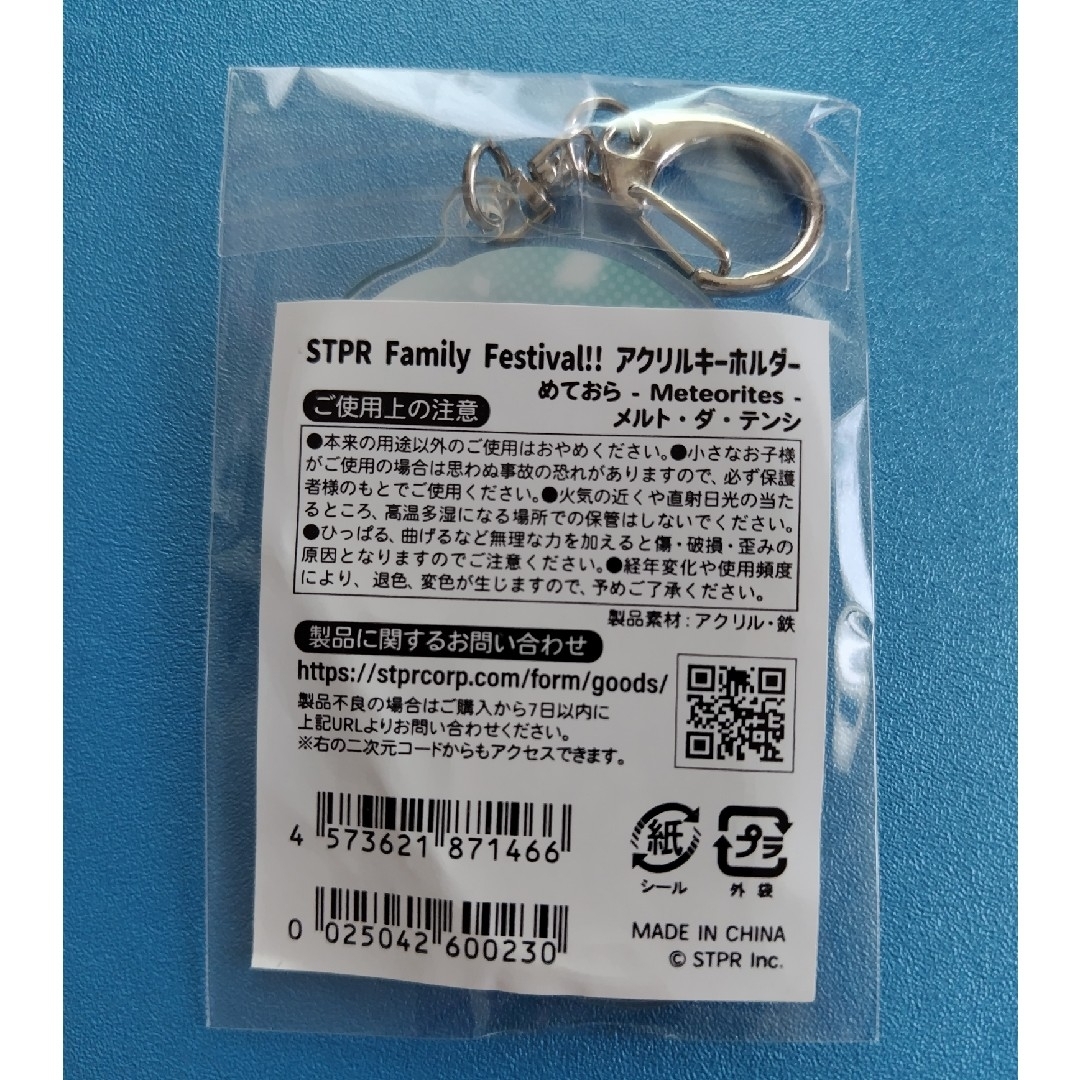 STPR Family Festival!! アクリルキーホルダー
めておら - Meteorites -
メルト・ダ・テンシ
ご使用上の注意
●本来の用途以外のご使用はおやめください。●小さなお子様
がご使用の場合は思わぬ事故の恐れがありますので、必ず保護
者様のもとでご使用ください。●火気の近くや直射日光の当た
るところ、高温多湿になる場所での保管はしないでください。
●ひっぱる、曲げるなど無理な力を加えると傷・破損・歪みの
原因となりますのでご注意ください。●経年変化や使用頻度
により、退色、変色が生じますので、予めご了承ください。
製品素材:アクリル・鉄
製品に関するお問い合わせ
https://stprcorp.com/form/goods/
製品不良の場合はご購入から7日以内に
上記URLよりお問い合わせください。
※右の二次元コードからもアクセスできます。
4 573621 871466
0 025042 600230
紙
シール
プラ
外袋
MADE IN CHINA
© STPR Inc.